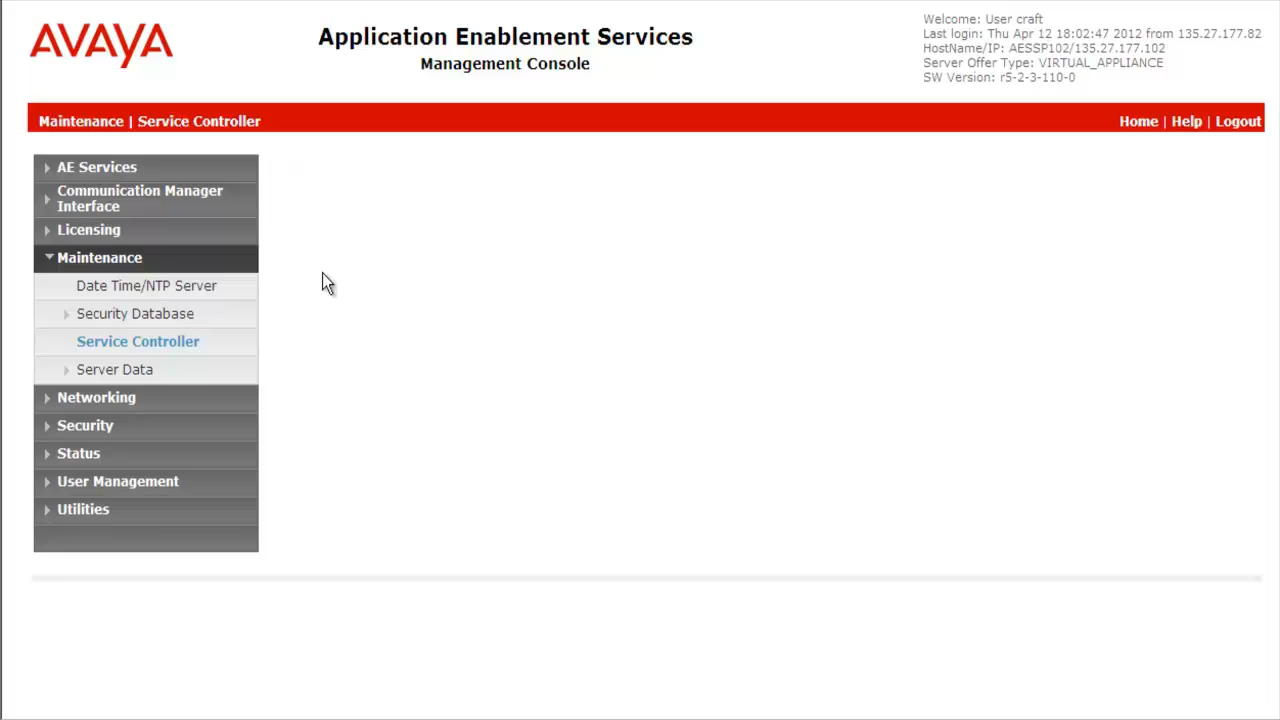 AVAYA
Application Enablement Services
Management Console
Welcome: User craft
Last login: Thu Apr 12 18:02:47 2012 from 135.27.177.82
HostName/IP: AESSP102/135.27.177.102
Server Offer Type: VIRTUAL_APPLIANCE
SW Version: r5-2-3-110-0
Maintenance | Service Controller
Home | Help | Logout
AE Services
Communication Manager
Interface
Licensing
Maintenance
Date Time/NTP Server
Security Database
Service Controller
Server Data
Networking
Security
Status
User Management
Utilities